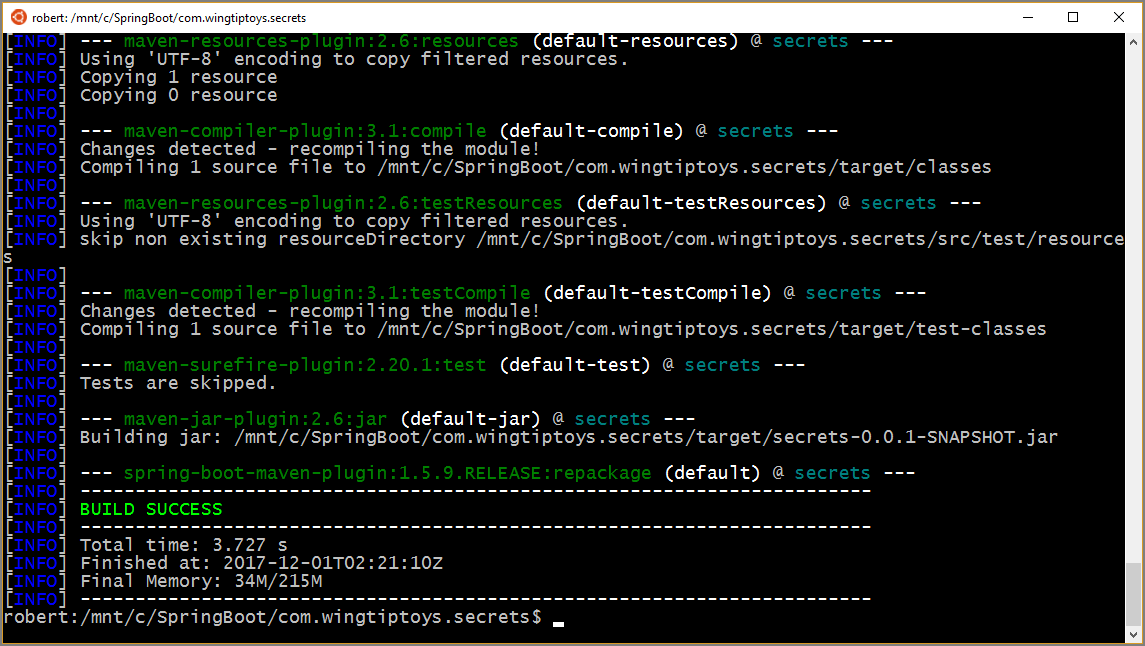 robert: /mnt/c/SpringBoot/com.wingtiptoys.secrets
[INFO] --- maven-resources-plugin:2.6:resources (default-resources) @ secrets ---
[INFO] Using 'UTF-8' encoding to copy filtered resources.
[INFO] Copying 1 resource
[INFO] Copying 0 resource
[INFO]
[INFO] --- maven-compiler-plugin:3.1:compile (default-compile) @ secrets ---
[INFO] Changes detected - recompiling the module!
[INFO] Compiling 1 source file to /mnt/c/SpringBoot/com.wingtiptoys.secrets/target/classes
[INFO]
[INFO] --- maven-resources-plugin:2.6:testResources (default-testResources) @ secrets ---
[INFO] Using 'UTF-8' encoding to copy filtered resources.
[INFO] skip non existing resourceDirectory /mnt/c/SpringBoot/com.wingtiptoys.secrets/src/test/resource
s
[INFO]
[INFO] --- maven-compiler-plugin:3.1:testCompile (default-testCompile) @ secrets ---
[INFO] Changes detected - recompiling the module!
[INFO] Compiling 1 source file to /mnt/c/SpringBoot/com.wingtiptoys.secrets/target/test-classes
[INFO]
[INFO] --- maven-surefire-plugin:2.20.1:test (default-test) @ secrets ---
[INFO] Tests are skipped.
[INFO]
[INFO] --- maven-jar-plugin:2.6:jar (default-jar) @ secrets ---
[INFO] Building jar: /mnt/c/SpringBoot/com.wingtiptoys.secrets/target/secrets-0.0.1-SNAPSHOT.jar
[INFO]
[INFO] --- spring-boot-maven-plugin:1.5.9.RELEASE:repackage (default) @ secrets ---
[INFO] ------------------------------------------------------------------------
[INFO] BUILD SUCCESS
[INFO] ------------------------------------------------------------------------
[INFO] Total time: 3.727 s
[INFO] Finished at: 2017-12-01T02:21:10Z
[INFO] Final Memory: 34M/215M
[INFO] ------------------------------------------------------------------------
robert:/mnt/c/SpringBoot/com.wingtiptoys.secrets$